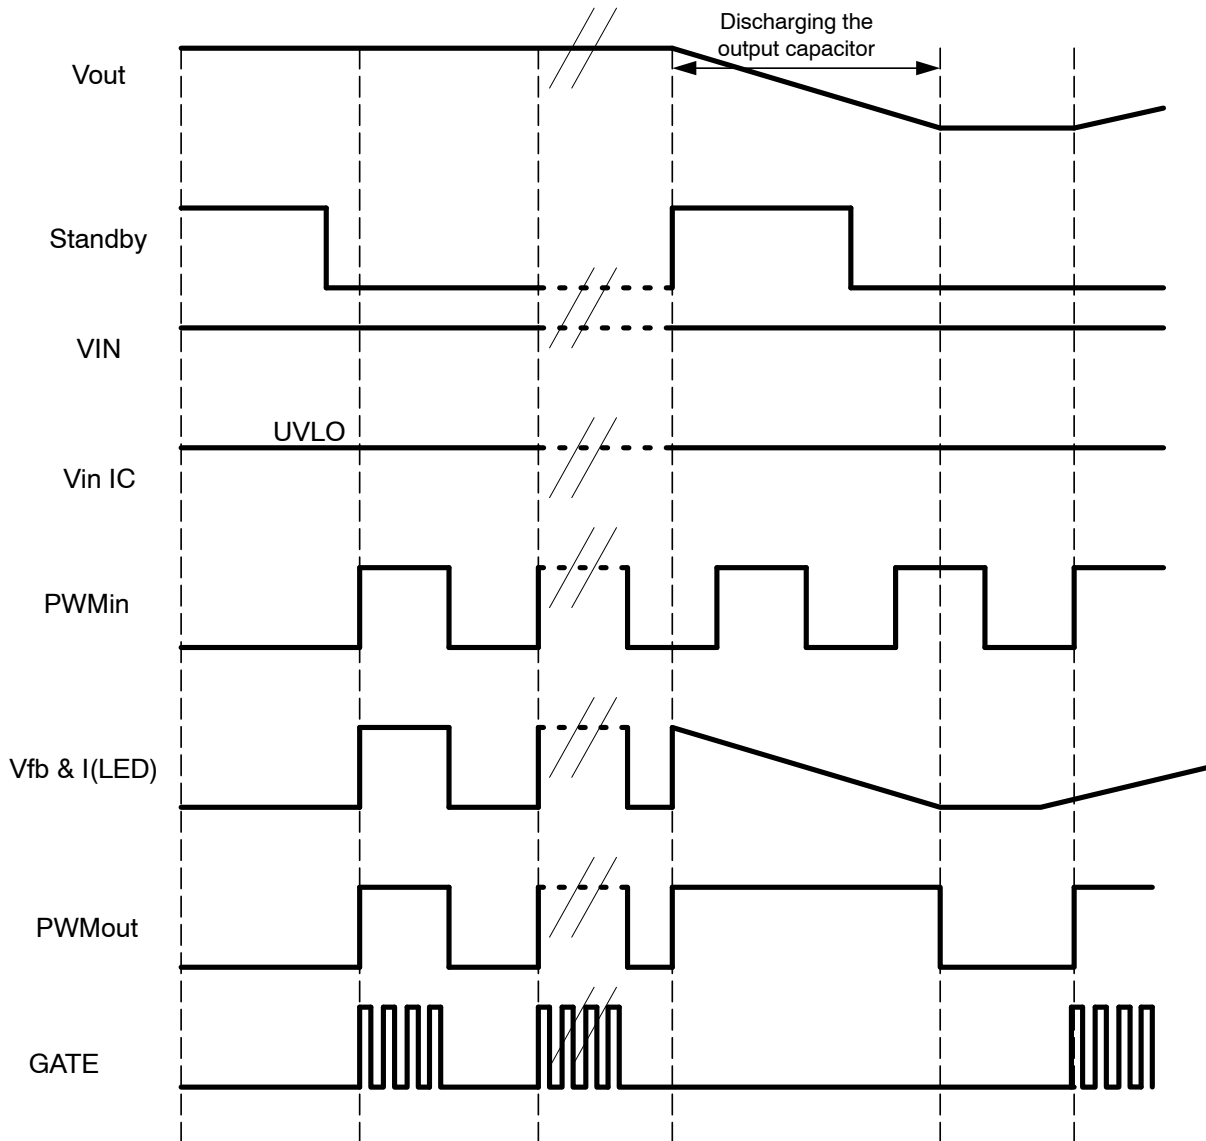 Discharging the
output capacitor
Vout
Standby
VIN
UVLO
Vin IC
PWMin
Vfb & I(LED)
PWMout
GATE